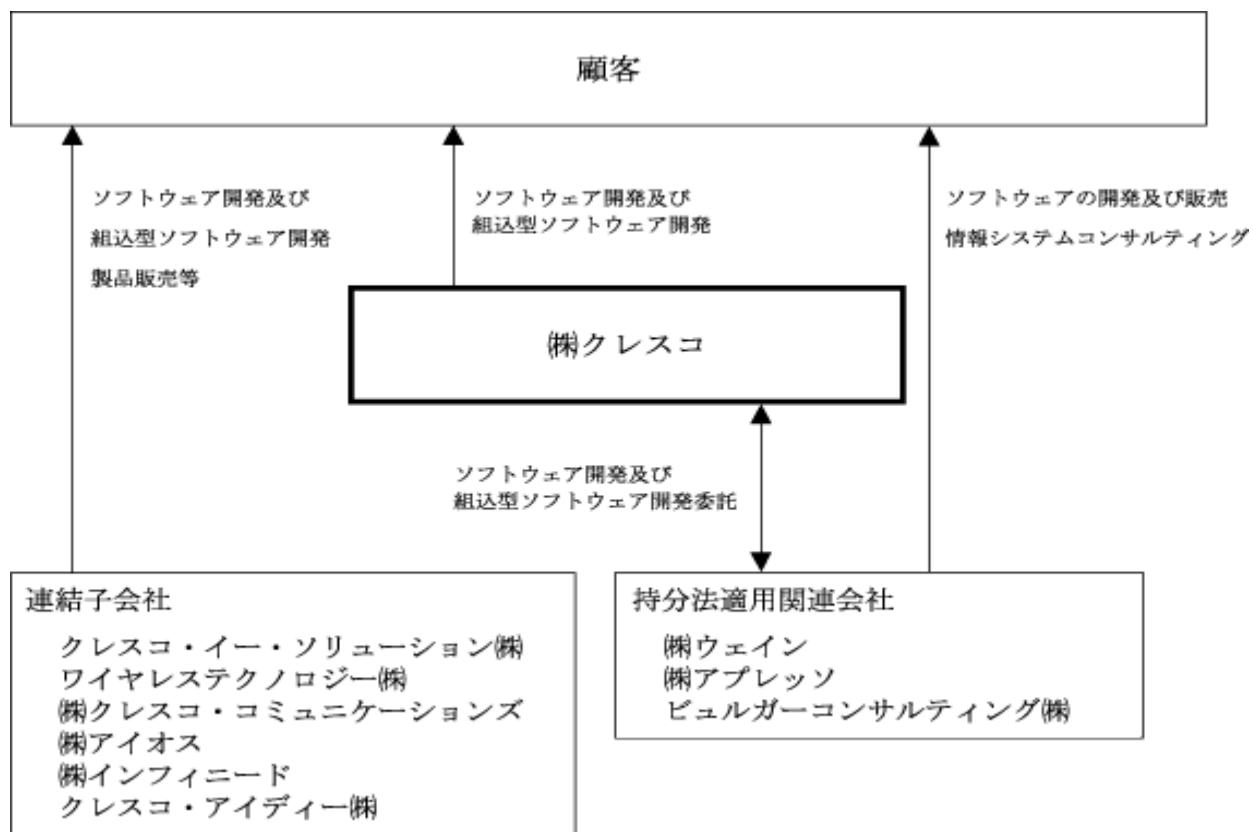 顧客
ソフトウェア開発及び
組込型ソフトウェア開発
製品販売等
ソフトウェア開発及び
組込型ソフトウェア開発
ソフトウェアの開発及び販売
情報システムコンサルティング
㈱クレスコ
ソフトウェア開発及び
組込型ソフトウェア開発委託
連結子会社
クレスコ・イー・ソリューション㈱
ワイヤレステクノロジー㈱
㈱クレスコ・コミュニケーションズ
㈱アイオス
㈱インフィニード
クレスコ・アイディー㈱
持分法適用関連会社
㈱ウェイン
㈱アプレッソ
ビュルガーコンサルティング㈱